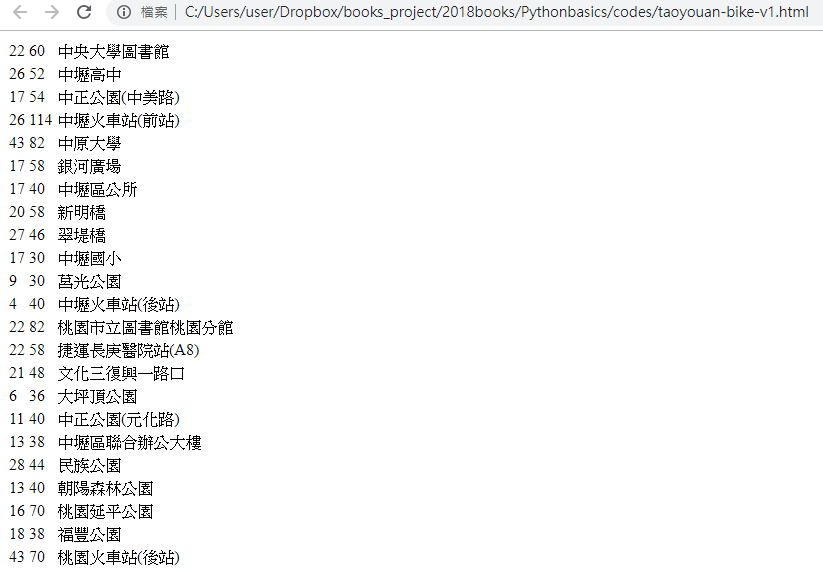 檔案 C:/Users/user/Dropbox/books_project/2018books/Pythonbasics/codes/taoyouan-bike-v1.html
22 60 中央大學圖書館
26 52 中壢高中
17 54 中正公園(中美路)
26 114 中壢火車站(前站)
43 82 中原大學
17 58 銀河廣場
17 40 中壢區公所
20 58 新明橋
27 46 翠堤橋
17 30 中壢國小
9 30 莒光公園
4 40 中壢火車站(後站)
22 82 桃園市立圖書館桃園分館
22 58 捷運長庚醫院站(A8)
21 48 文化三復興一路口
6 36 大坪頂公園
11 40 中正公園(元化路)
13 38 中壢區聯合辦公大樓
28 44 民族公園
13 40 朝陽森林公園
16 70 桃園延平公園
18 38 福豐公園
43 70 桃園火車站(後站)